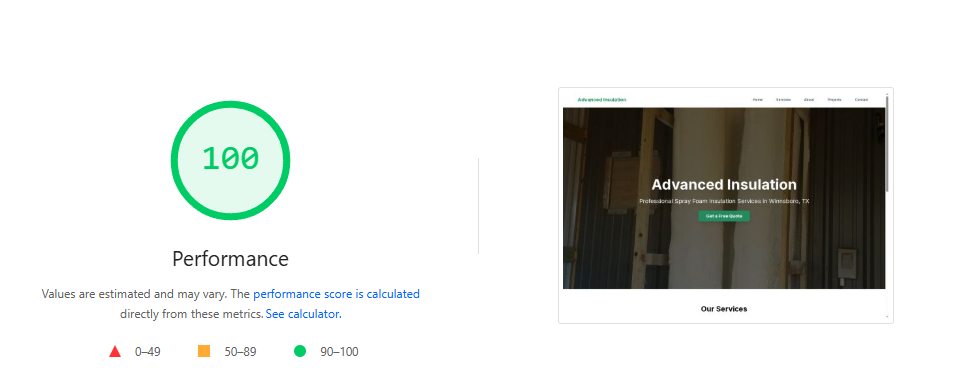 100
Performance
Values are estimated and may vary. The performance score is calculated
directly from these metrics. See calculator.
0–49
50–89
90–100
Advanced Insulation
Home Services About Projects Contact
Advanced Insulation
Professional Spray Foam Insulation Services in Winnsboro, TX
Get a Free Quote
Our Services